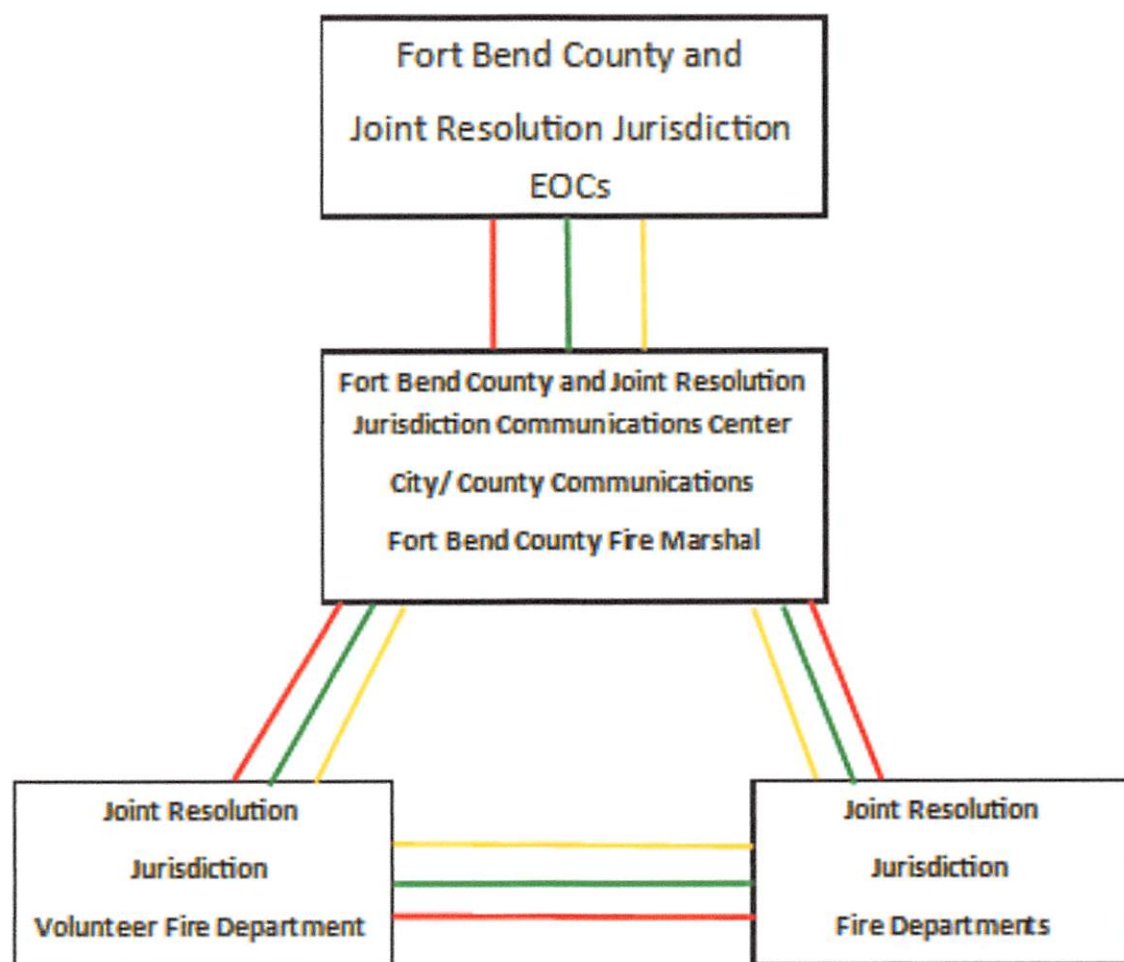 Fort Bend County and
Joint Resolution Jurisdiction
EOCs
Fort Bend County and Joint Resolution
Jurisdiction Communications Center
City/ County Communications
Fort Bend County Fire Marshal
Joint Resolution
Jurisdiction
Volunteer Fire Department
Joint Resolution
Jurisdiction
Fire Departments